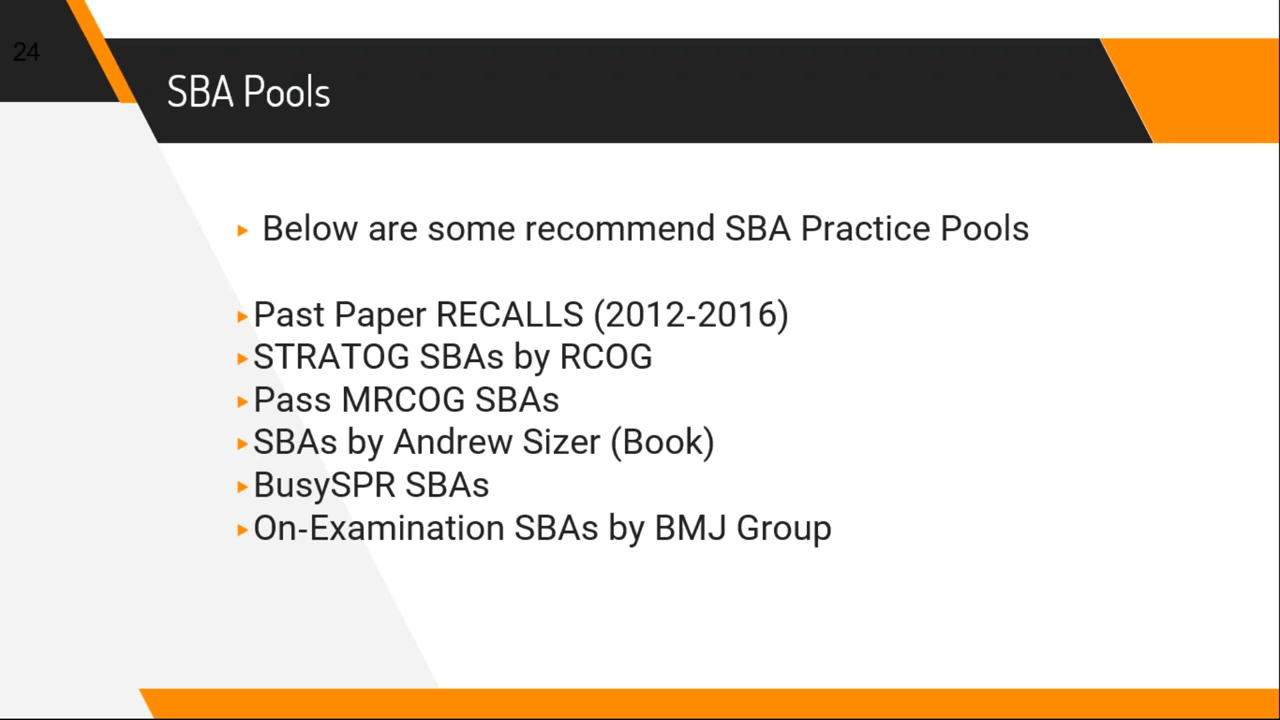 24
SBA Pools
Below are some recommend SBA Practice Pools
Past Paper RECALLS (2012-2016)
STRATOG SBAs by RCOG
Pass MRCOG SBAs
SBAs by Andrew Sizer (Book)
BusySPR SBAs
On-Examination SBAs by BMJ Group